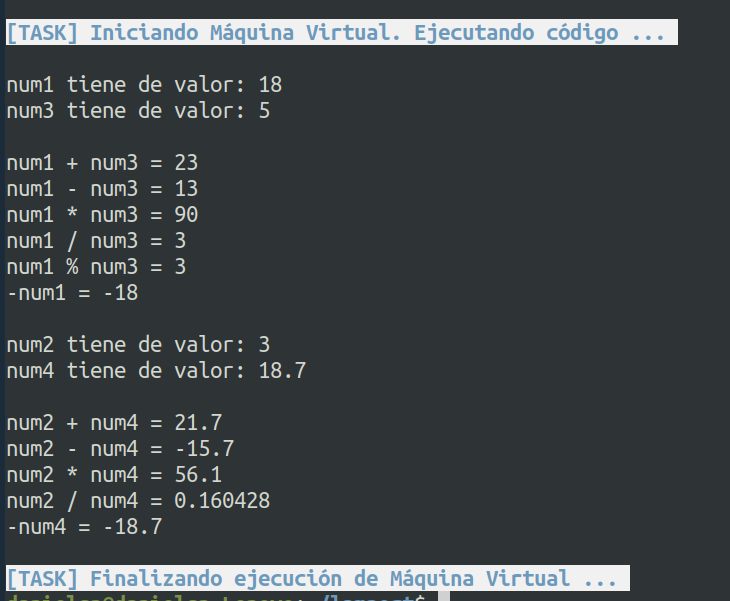 [TASK] Iniciando Máquina Virtual. Ejecutando código ...
num1 tiene de valor: 18
num3 tiene de valor: 5
num1 + num3 = 23
num1 - num3 = 13
num1 * num3 = 90
num1 / num3 = 3
num1 % num3 = 3
-num1 = -18
num2 tiene de valor: 3
num4 tiene de valor: 18.7
num2 + num4 = 21.7
num2 - num4 = -15.7
num2 * num4 = 56.1
num2 / num4 = 0.160428
-num4 = -18.7
[TASK] Finalizando ejecución de Máquina Virtual ...